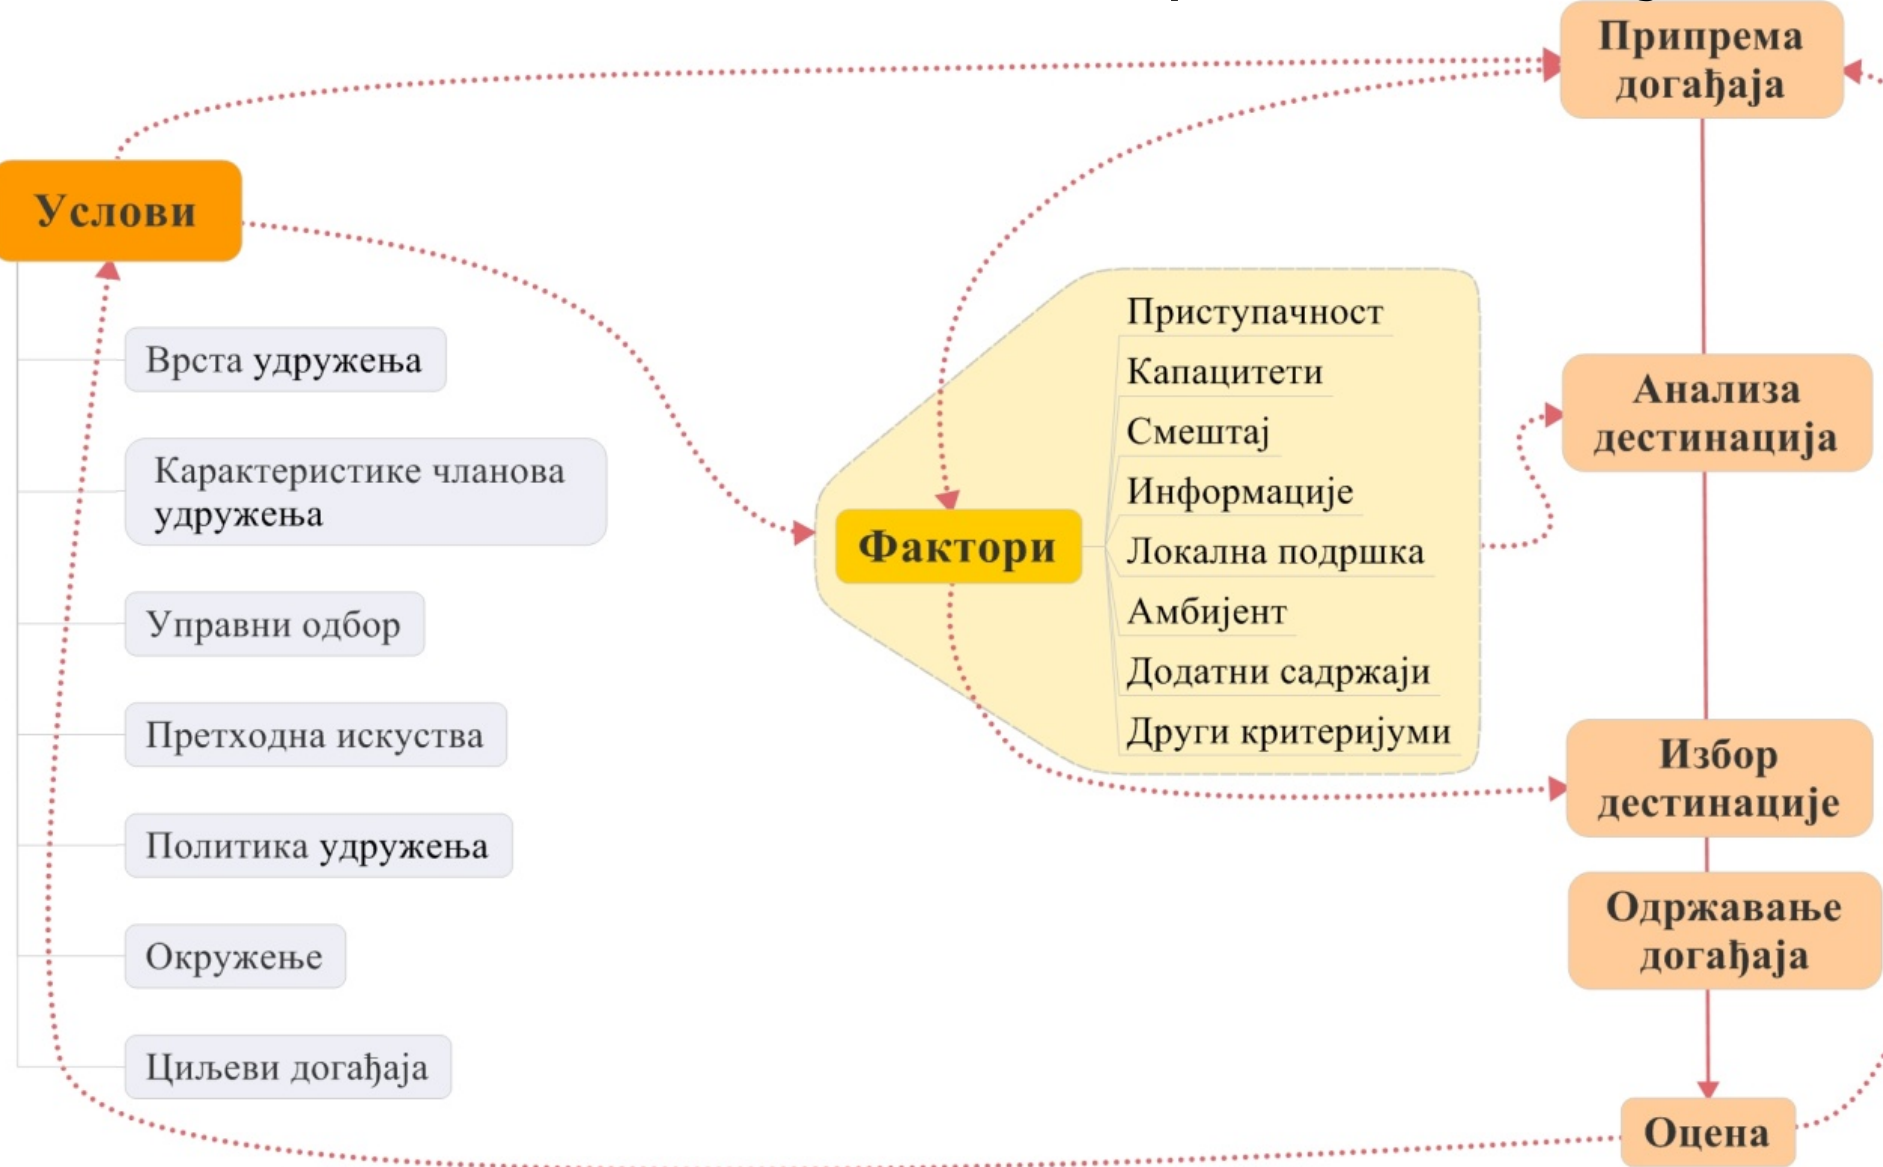 Припрема
догађаја
Услови
Врста удружења
Карактеристике чланова
удружења
Управни одбор
Претходна искуства
Политика удружења
Окружење
Циљеви догађаја
Фактори
Приступачност
Капацитети
Смештај
Информације
Локална подршка
Амбијент
Додатни садржаји
Други критеријуми
Анализа
дестинација
Избор
дестинације
Одржавање
догађаја
Оцена